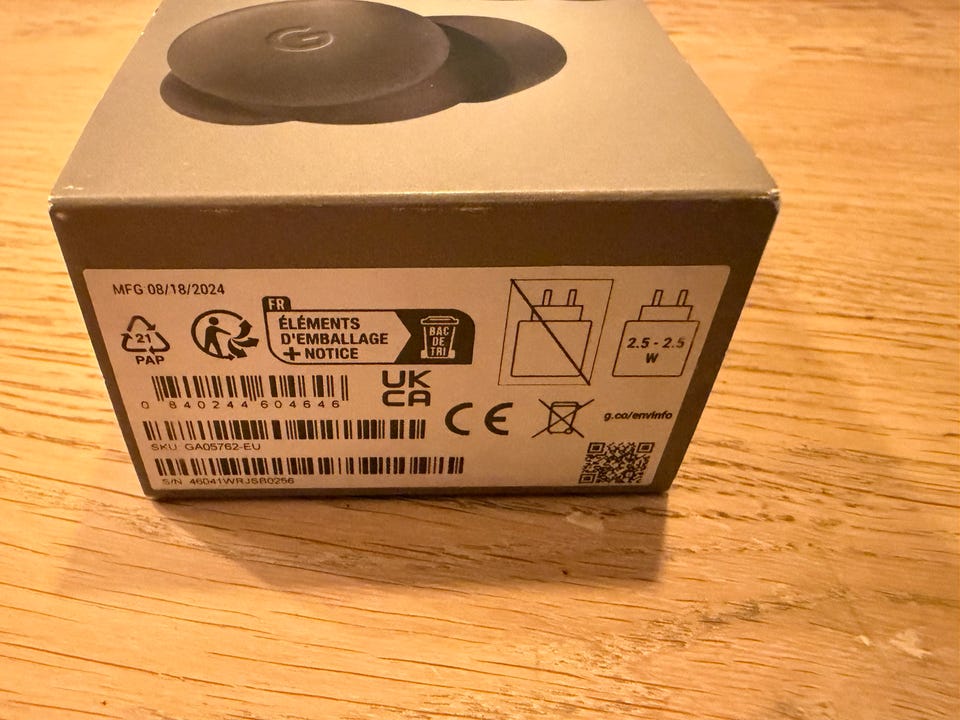 G
MFG 08/18/2024
21
PAP
FR
ÉLÉMENTS
D'EMBALLAGE
+ NOTICE
BAC
DE
TRI
2.5 - 2.5
W
0 840244 604646
UK
CA
CE
g.co/envinfo
SKU: GA05762-EU
S/N 46041WRJSB0256